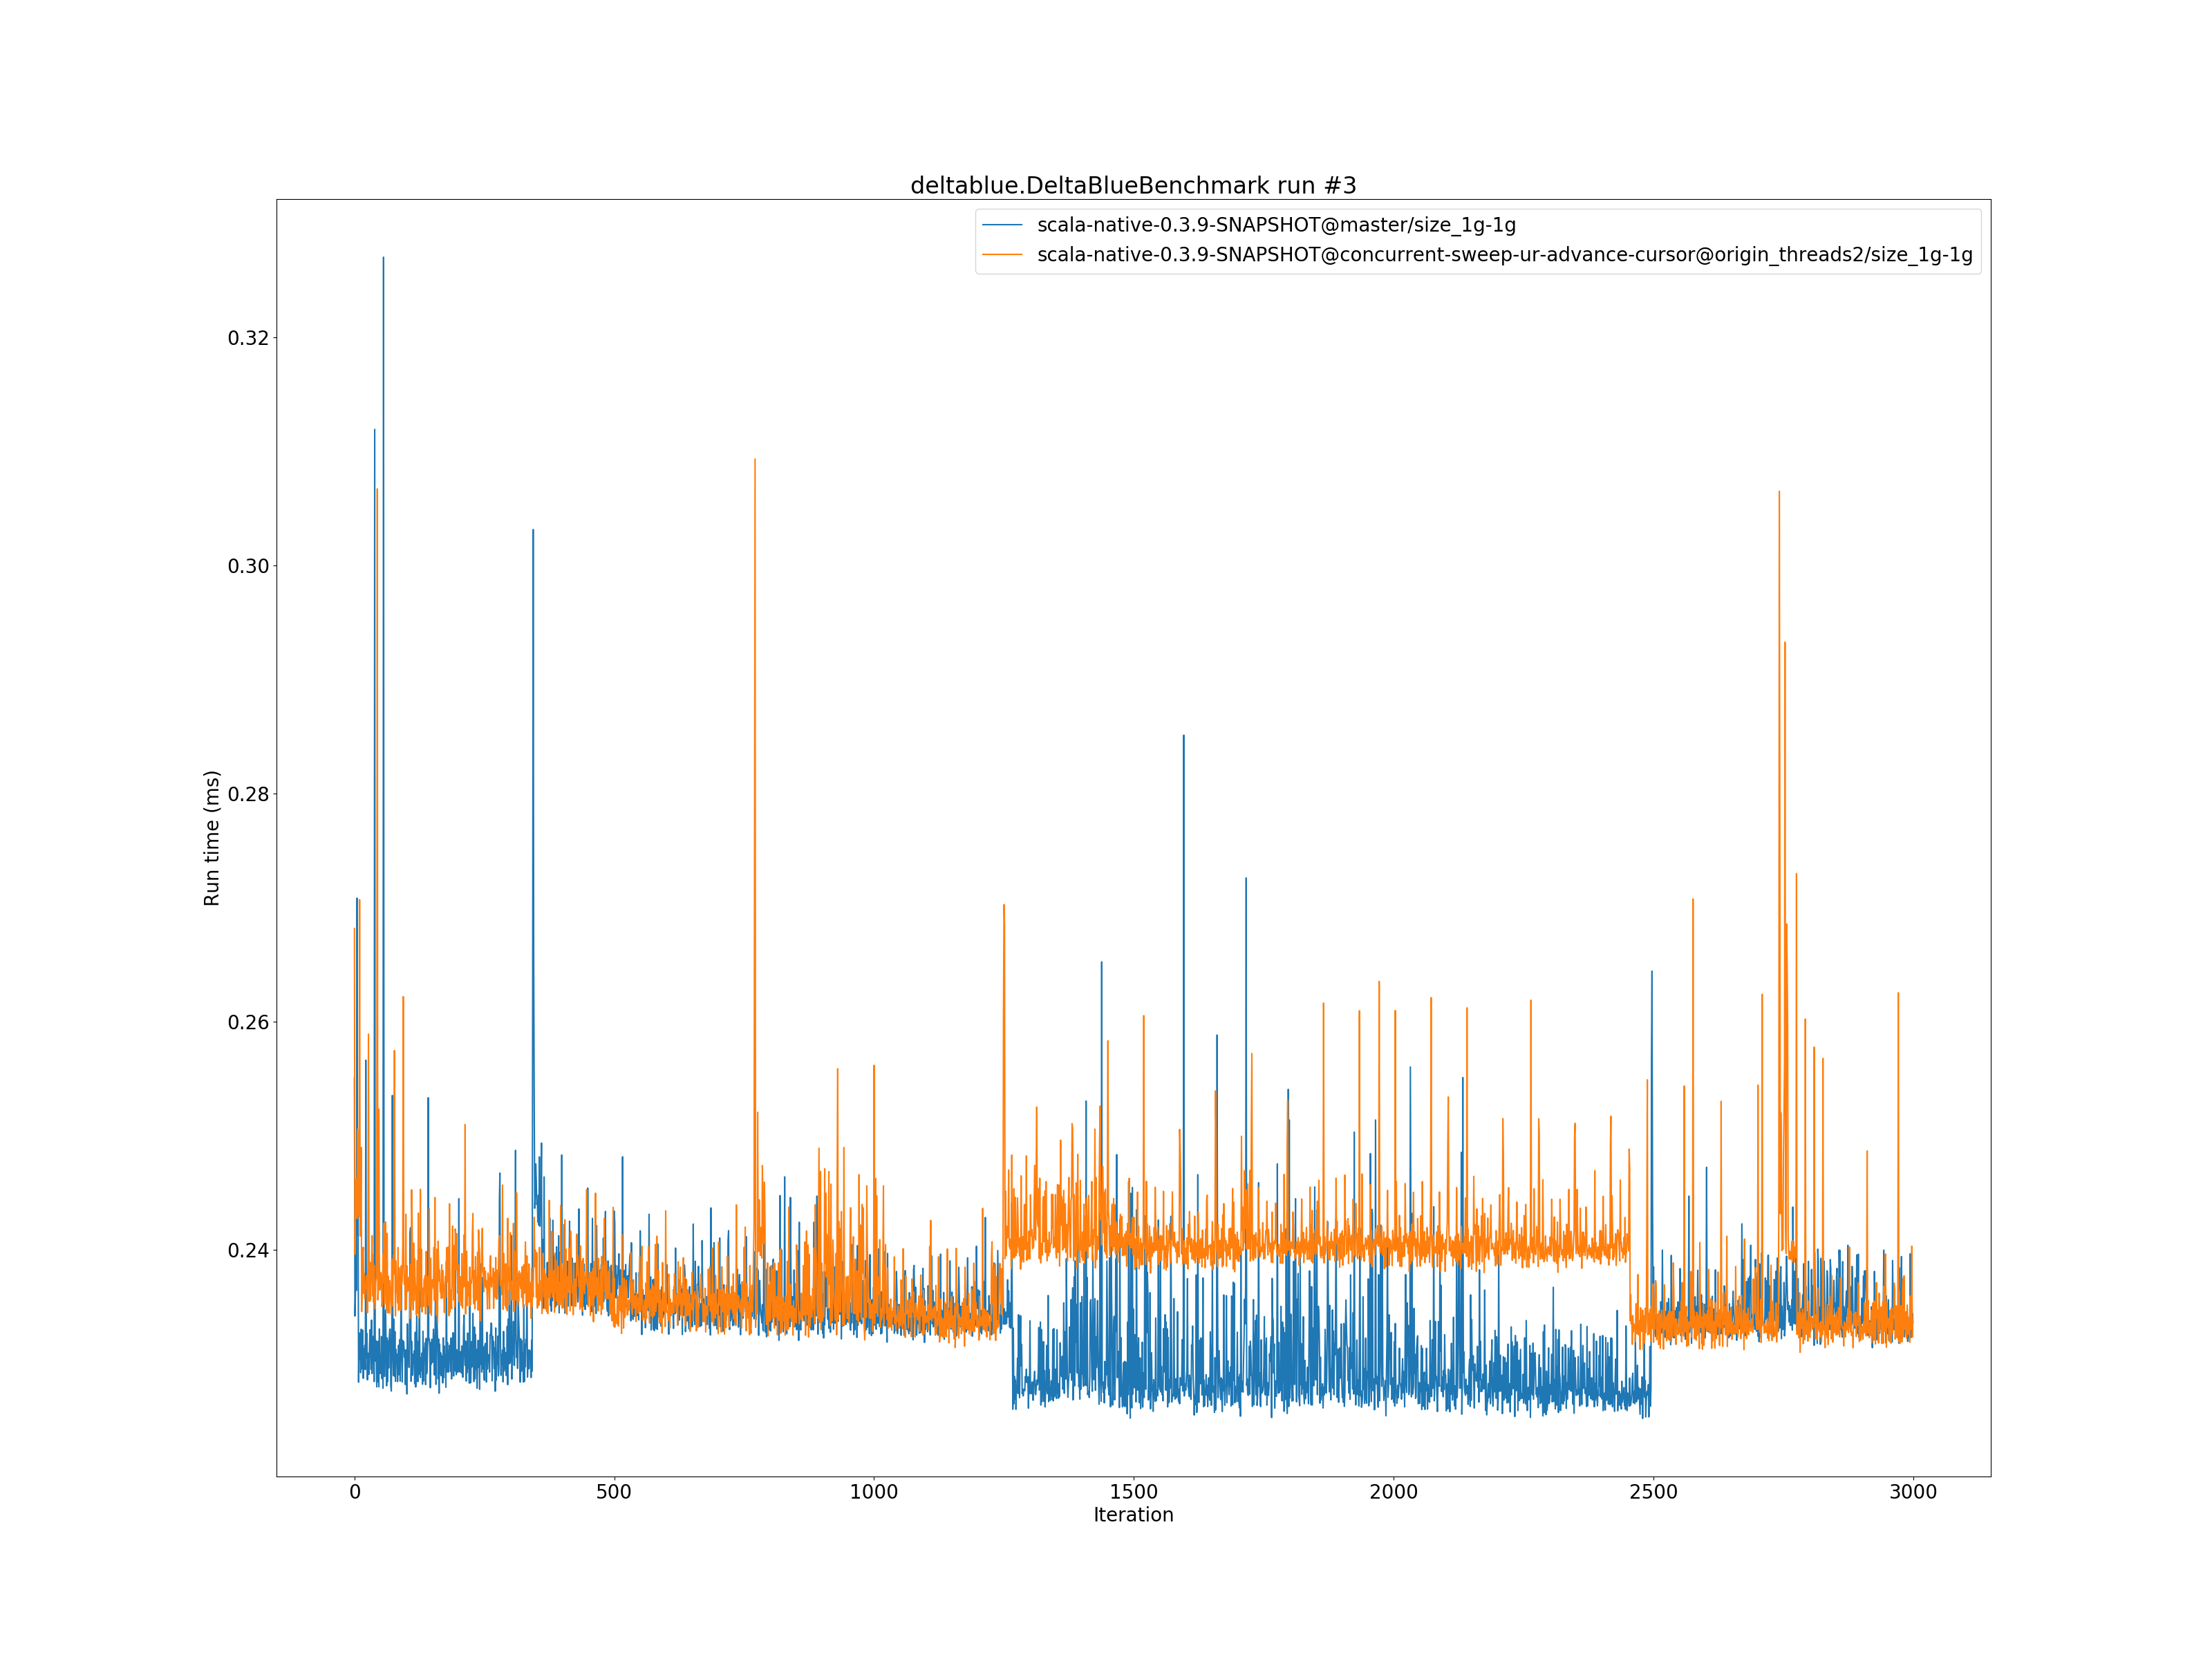 deltablue.DeltaBlueBenchmark run #3
scala-native-0.3.9-SNAPSHOT@master/size_1g-1g
scala-native-0.3.9-SNAPSHOT@concurrent-sweep-ur-advance-cursor@origin_threads2/size_1g-1g
0.32
0.30
0.28
0.26
0.24
Run time (ms)
0 500 1000 1500 2000 2500 3000
Iteration